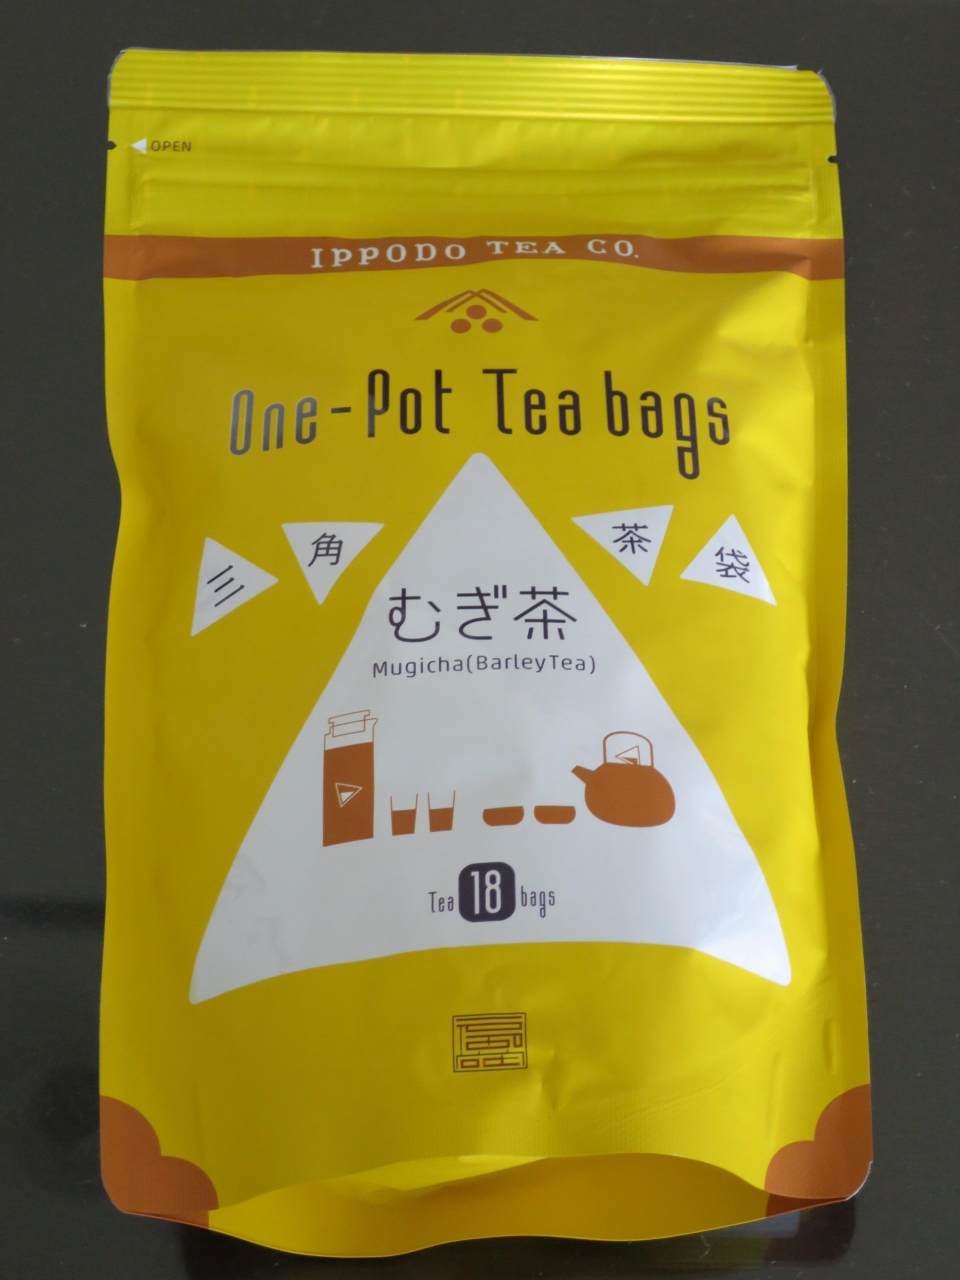 OPEN
IPPODO TEA CO.
One-Pot Tea bags
三角茶袋
むぎ茶
Mugicha(BarleyTea)
Tea 18 bags